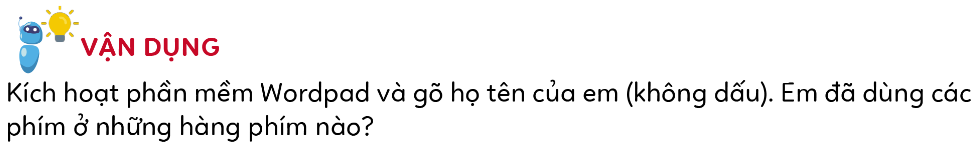 VẬN DỤNG
Kích hoạt phần mềm Wordpad và gõ họ tên của em (không dấu). Em đã dùng các
phím ở những hàng phím nào?